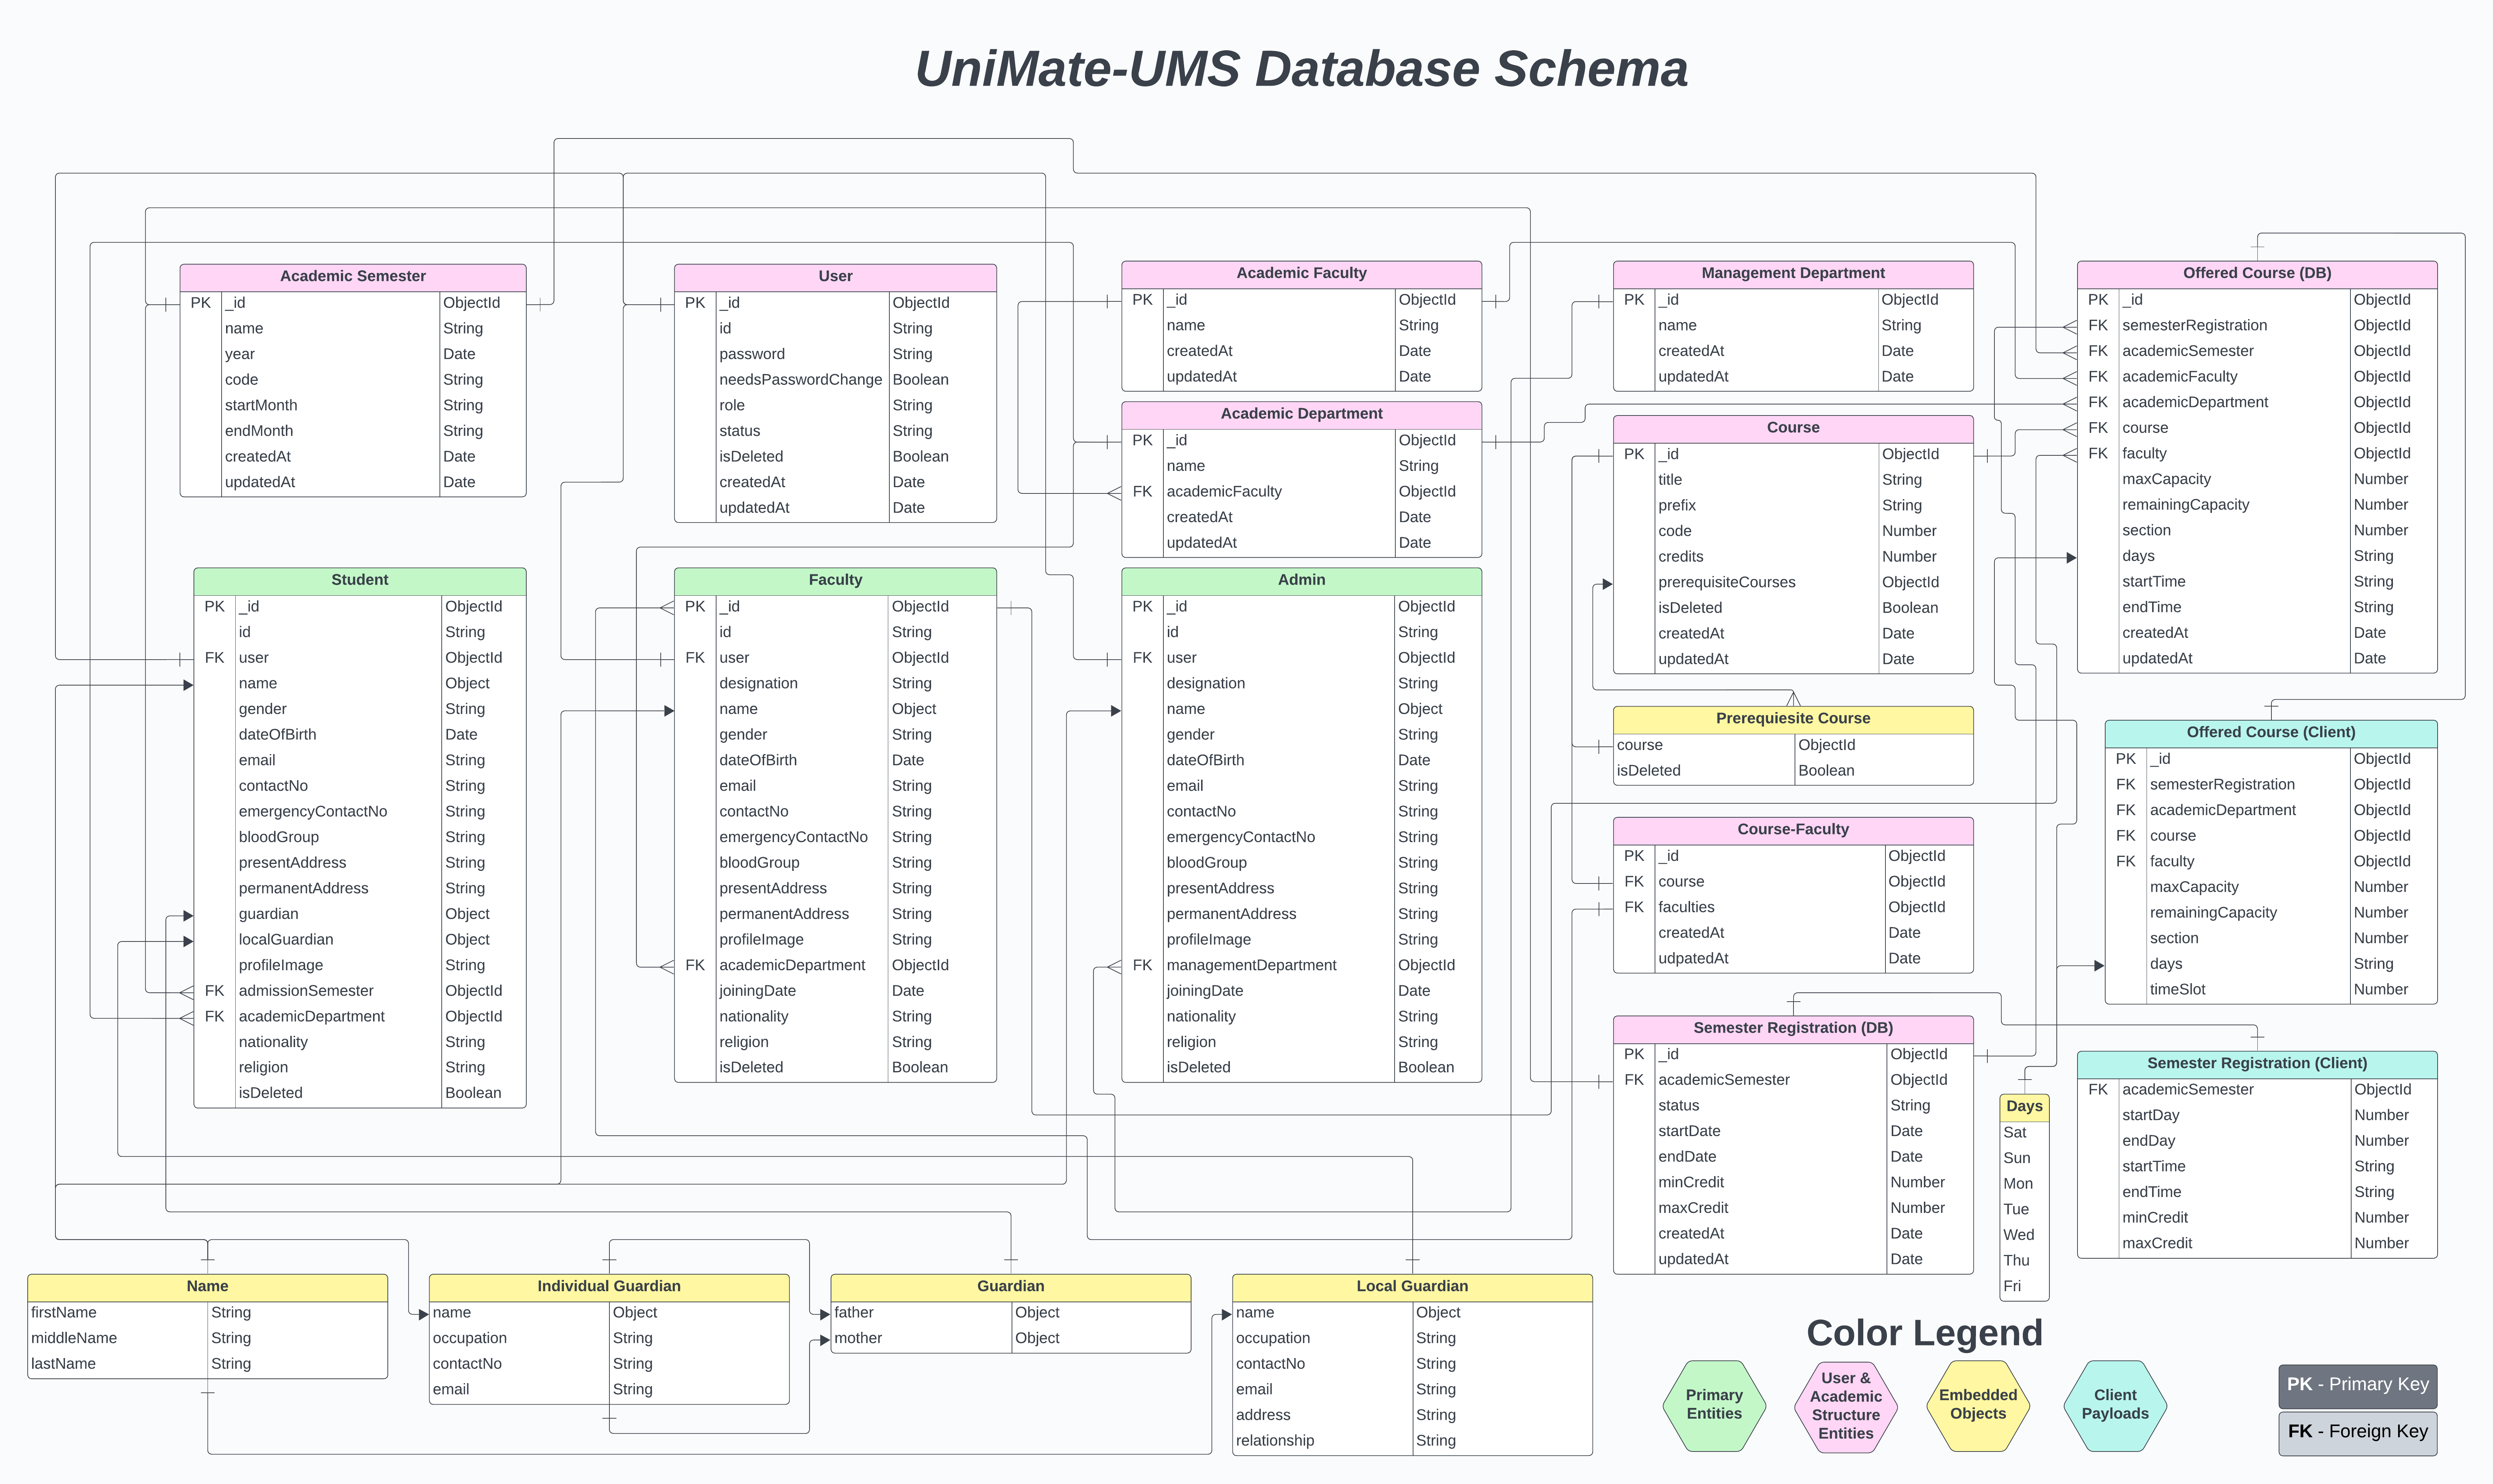 UniMate-UMS Database Schema
Academic Semester
PK _id ObjectId
name String
year Date
code String
startMonth String
endMonth String
createdAt Date
updatedAt Date
User
PK _id ObjectId
id String
password String
needsPasswordChange Boolean
role String
status String
isDeleted Boolean
createdAt Date
updatedAt Date
Academic Faculty
PK _id ObjectId
name String
createdAt Date
updatedAt Date
Academic Department
PK _id ObjectId
name String
FK academicFaculty ObjectId
createdAt Date
updatedAt Date
Management Department
PK _id ObjectId
name String
createdAt Date
updatedAt Date
Course
PK _id ObjectId
title String
prefix String
code Number
credits Number
prerequisiteCourses ObjectId
isDeleted Boolean
createdAt Date
updatedAt Date
Offered Course (DB)
PK _id ObjectId
FK semesterRegistration ObjectId
FK academicSemester ObjectId
FK academicFaculty ObjectId
FK academicDepartment ObjectId
FK course ObjectId
FK faculty ObjectId
maxCapacity Number
remainingCapacity Number
section Number
days String
startTime String
endTime String
createdAt Date
updatedAt Date
Student
PK _id ObjectId
id String
FK user ObjectId
name Object
gender String
dateOfBirth Date
email String
contactNo String
emergencyContactNo String
bloodGroup String
presentAddress String
permanentAddress String
guardian Object
localGuardian Object
profileImage String
FK admissionSemester ObjectId
FK academicDepartment ObjectId
nationality String
religion String
isDeleted Boolean
Faculty
PK _id ObjectId
id String
FK user ObjectId
designation String
name Object
gender String
dateOfBirth Date
email String
contactNo String
emergencyContactNo String
bloodGroup String
presentAddress String
permanentAddress String
profileImage String
FK academicDepartment ObjectId
joiningDate Date
nationality String
religion String
isDeleted Boolean
Admin
PK _id ObjectId
id String
FK user ObjectId
designation String
name Object
gender String
dateOfBirth Date
email String
contactNo String
emergencyContactNo String
bloodGroup String
presentAddress String
permanentAddress String
profileImage String
FK managementDepartment ObjectId
joiningDate Date
nationality String
religion String
isDeleted Boolean
Prerequiesite Course
course ObjectId
isDeleted Boolean
Course-Faculty
PK _id ObjectId
FK course ObjectId
FK faculties ObjectId
createdAt Date
udpatedAt Date
Offered Course (Client)
PK _id ObjectId
FK semesterRegistration ObjectId
FK academicDepartment ObjectId
FK course ObjectId
FK faculty ObjectId
maxCapacity Number
remainingCapacity Number
section Number
days String
timeSlot Number
Semester Registration (DB)
PK _id ObjectId
FK academicSemester ObjectId
status String
startDate Date
endDate Date
minCredit Number
maxCredit Number
createdAt Date
updatedAt Date
Days
Sat
Sun
Mon
Tue
Wed
Thu
Fri
Semester Registration (Client)
FK academicSemester ObjectId
startDay Number
endDay Number
startTime String
endTime String
minCredit Number
maxCredit Number
Name
firstName String
middleName String
lastName String
Individual Guardian
name Object
occupation String
contactNo String
email String
Guardian
father Object
mother Object
Local Guardian
name Object
occupation String
contactNo String
email String
address String
relationship String
Color Legend
Primary
Entities
User &
Academic
Structure
Entities
Embedded
Objects
Client
Payloads
PK - Primary Key
FK - Foreign Key